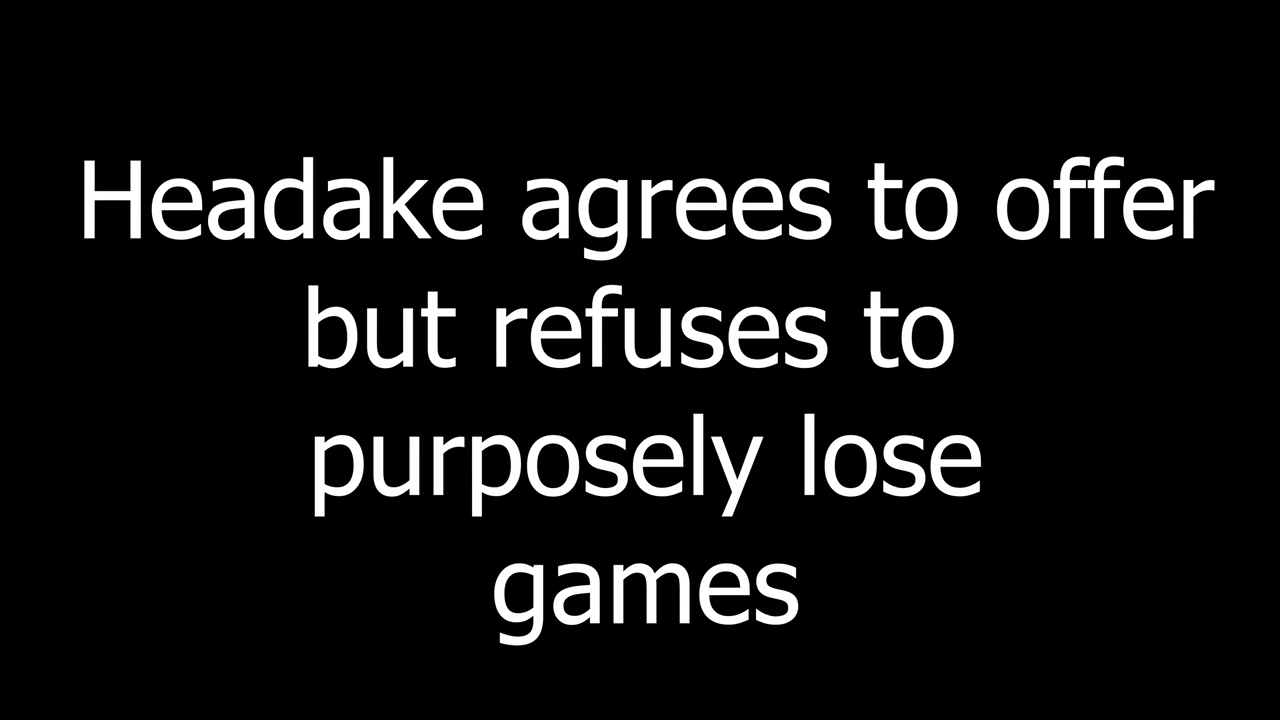 Headake agrees to offer
but refuses to
purposely lose
games